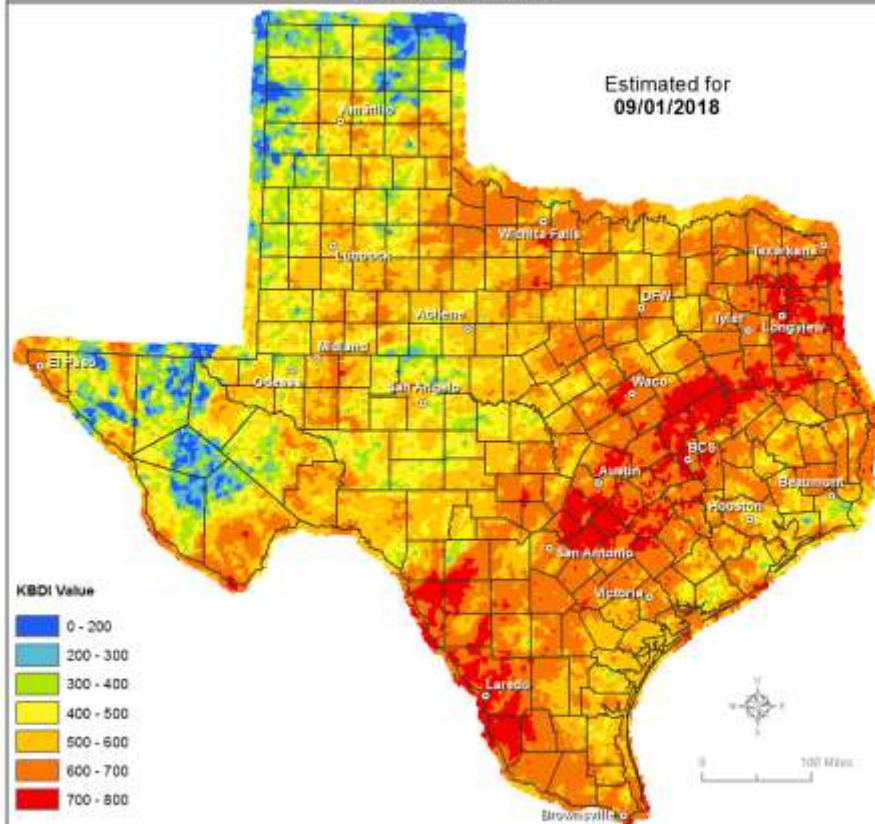 Estimated for
09/01/2018
Amarillo
Wichita Falls
Texarkana
Lubbock
DFW
Abilene
Tyler
Longview
Midland
El Paso
Odessa
San Angelo
Waco
BCS
Austin
Beaumont
Houston
San Antonio
KBDI Value
Victoria
0 - 200
200 - 300
300 - 400
Laredo
400 - 500
500 - 600
0 100 Miles
600 - 700
700 - 800
Brownsville